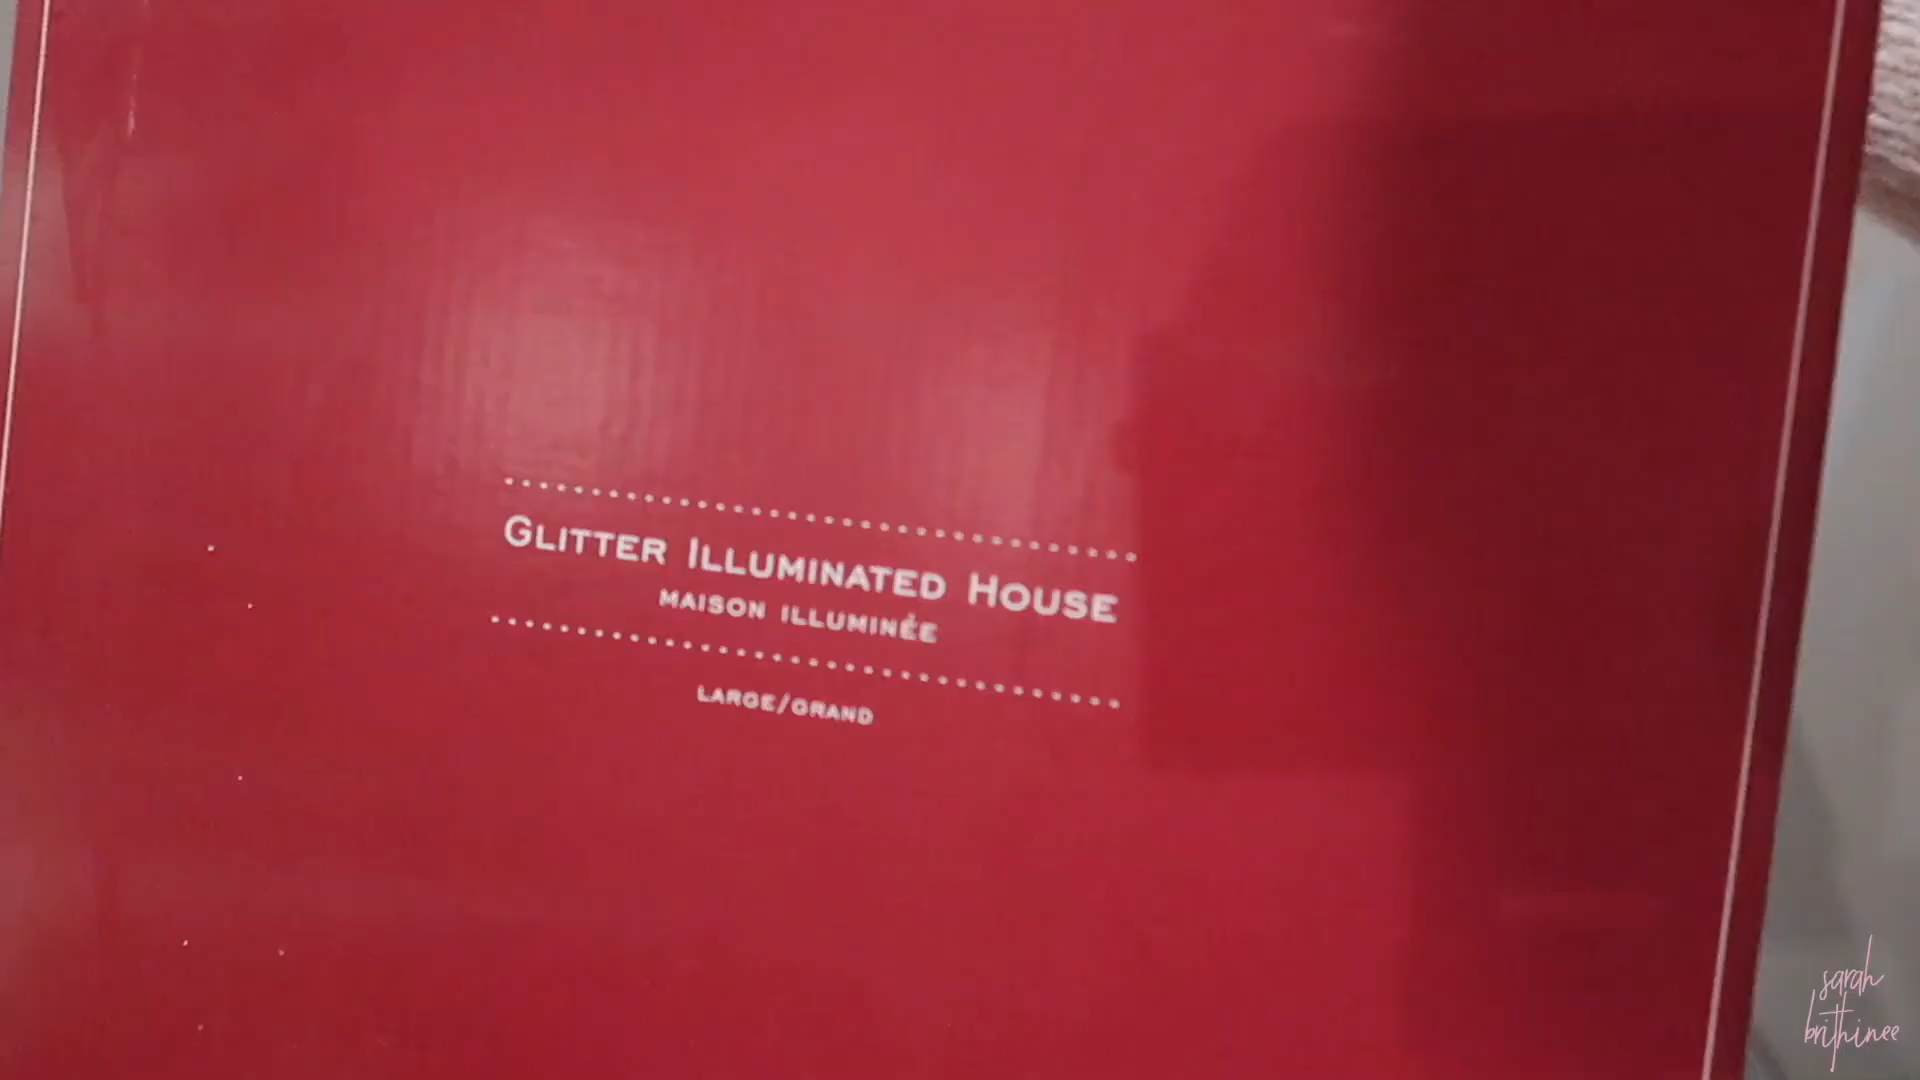 Glitter Illuminated House
MAISON ILLUMINÉE
LARGE/GRAND
sarah
brithinee